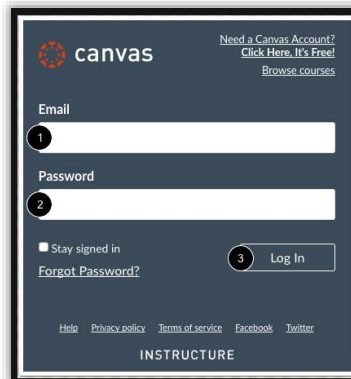 canvas
Need a Canvas Account?
Click Here, It's Free!
Browse courses
Email
1
Password
2
Stay signed in
3 Log In
Forgot Password?
Help Privacy policy Terms of service Facebook Twitter
INSTRUCTURE